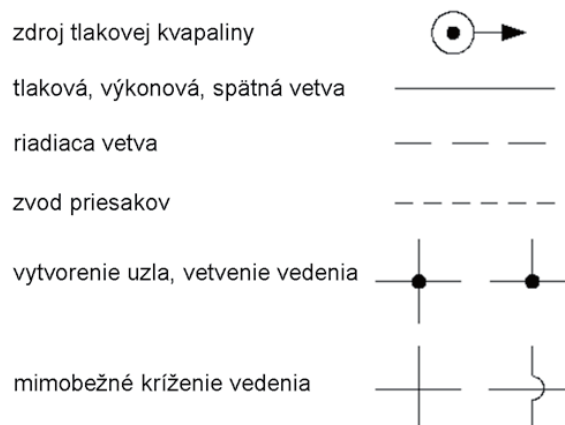 zdroj tlakovej kvapaliny
tlaková, výkonová, spätná vetva
riadiaca vetva
zvod priesakov
vytvorenie uzla, vetvenie vedenia
mimobežné kríženie vedenia